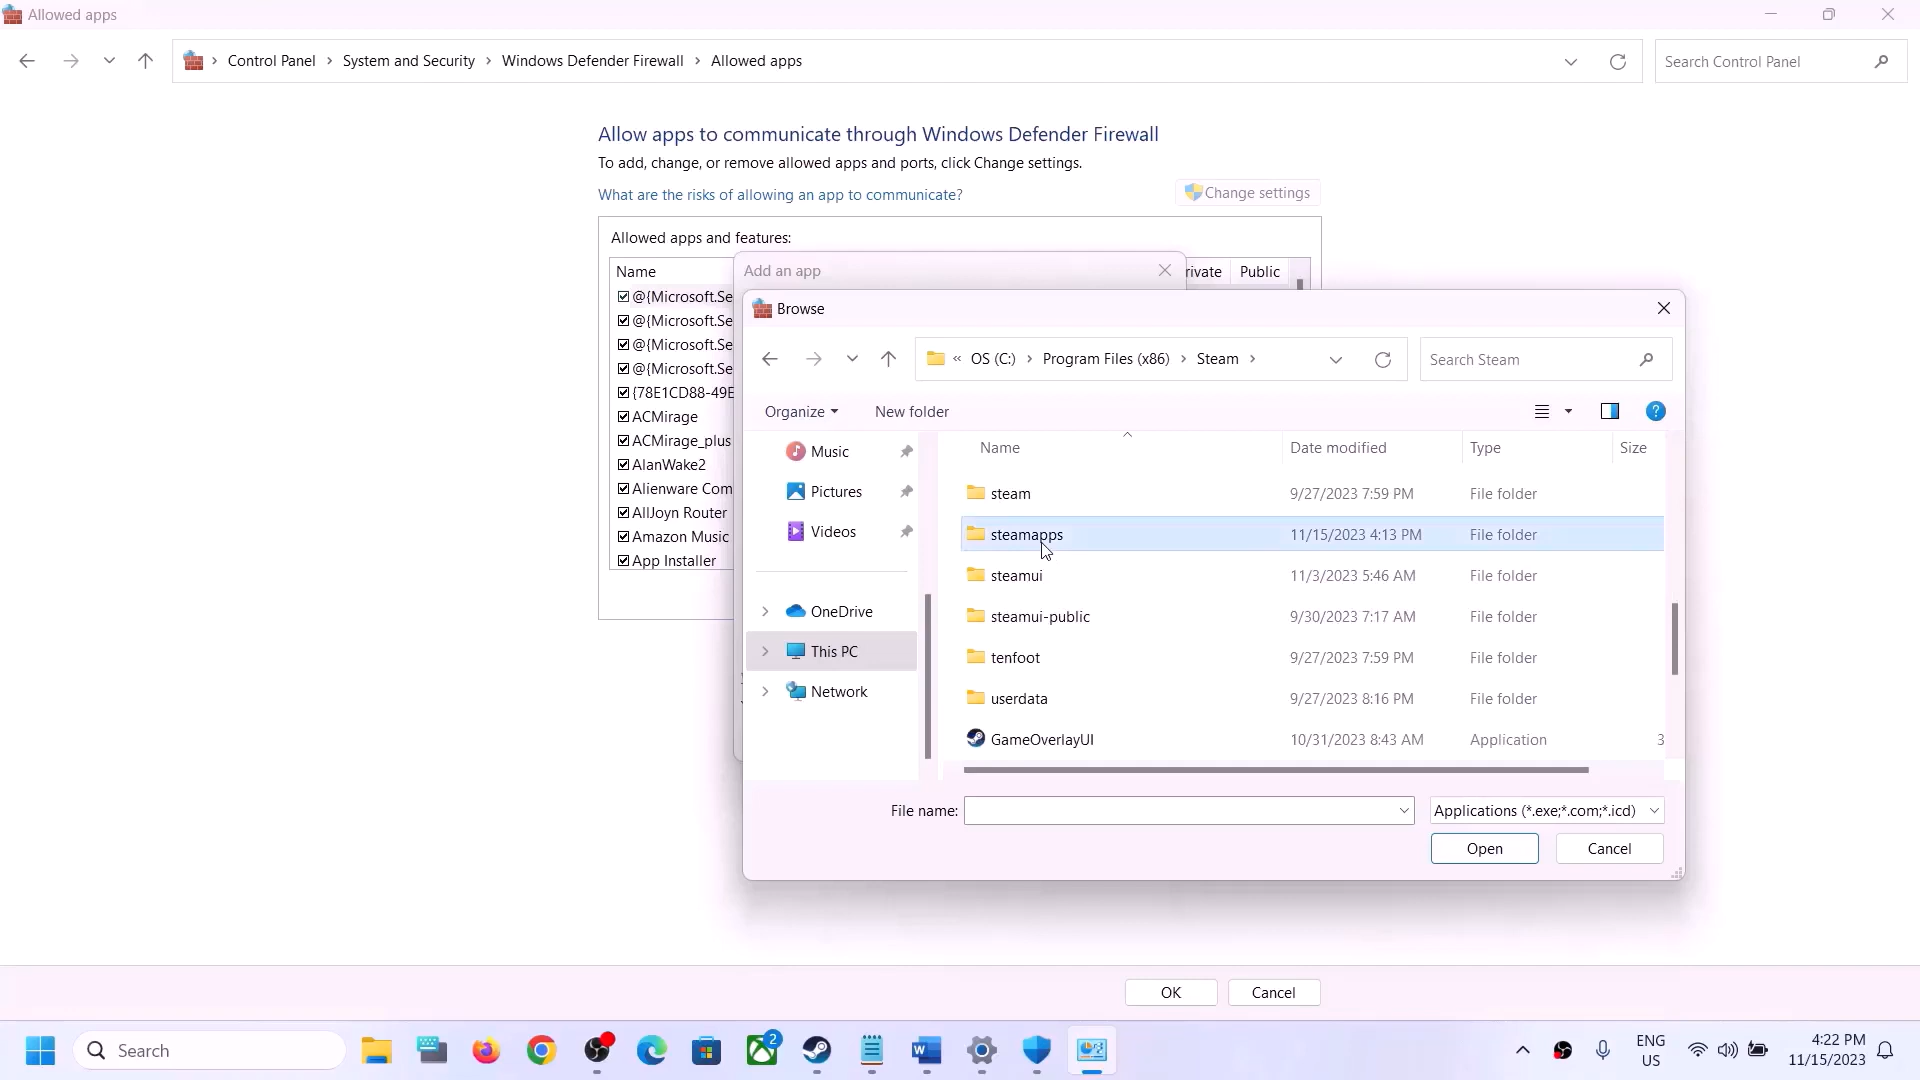 Allowed apps
Control Panel > System and Security > Windows Defender Firewall > Allowed apps
Search Control Panel
Allow apps to communicate through Windows Defender Firewall
To add, change, or remove allowed apps and ports, click Change settings.
What are the risks of allowing an app to communicate?
Change settings
Allowed apps and features:
Name
rivate
Public
@{Microsoft.Se
@{Microsoft.Se
@{Microsoft.Se
@{Microsoft.Se
{78E1CD88-49E
ACMirage
ACMirage_plus
AlanWake2
Alienware Com
AllJoyn Router
Amazon Music
App Installer
Add an app
Browse
« OS (C:) > Program Files (x86) > Steam >
Search Steam
Organize
New folder
Music
Pictures
Videos
OneDrive
This PC
Network
Name Date modified Type Size
steam 9/27/2023 7:59 PM File folder
steamapps 11/15/2023 4:13 PM File folder
steamui 11/3/2023 5:46 AM File folder
steamui-public 9/30/2023 7:17 AM File folder
tenfoot 9/27/2023 7:59 PM File folder
userdata 9/27/2023 8:16 PM File folder
GameOverlayUI 10/31/2023 8:43 AM Application 3
File name:
Applications (*.exe;*.com;*.icd)
Open
Cancel
OK
Cancel
Search
2
ENG
US
4:22 PM
11/15/2023